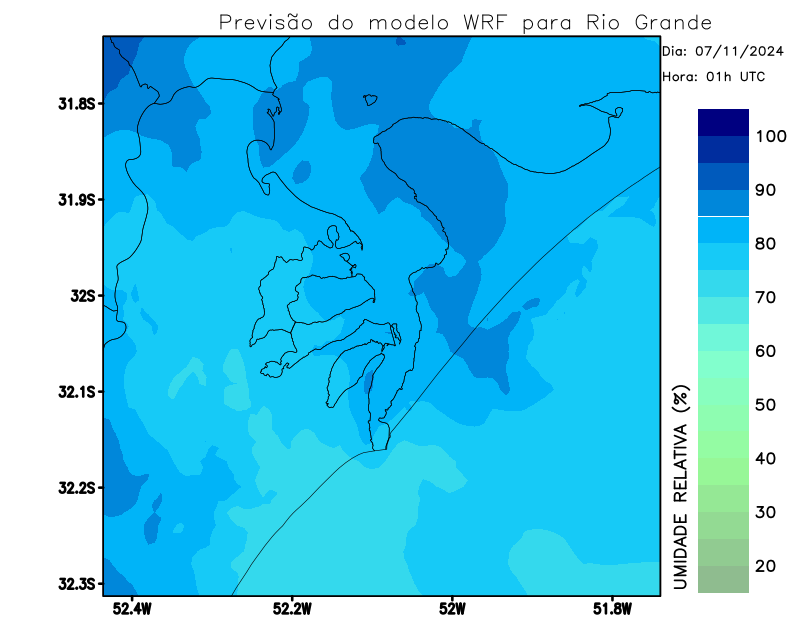 Previsão do modelo WRF para Rio Grande
Dia: 07/11/2024
Hora: 01h UTC
31.8S
31.9S
32S
32.1S
32.2S
32.3S
52.4W
52.2W
52W
51.8W
100
90
80
70
60
50
40
30
20
UMIDADE RELATIVA (%)